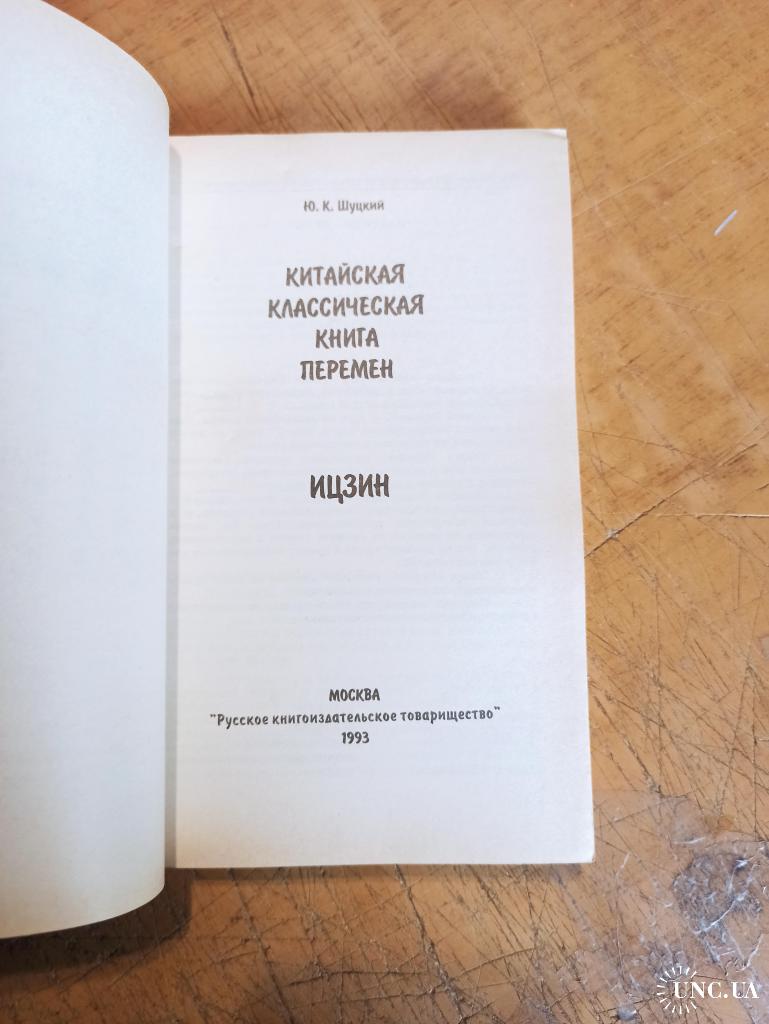 Ю. К. Шуцкий
КИТАЙСКАЯ
КЛАССИЧЕСКАЯ
КНИГА
ПЕРЕМЕН
ИЦЗИН
МОСКВА
"Русское книгоиздательское товарищество"
1993
UNC.UA